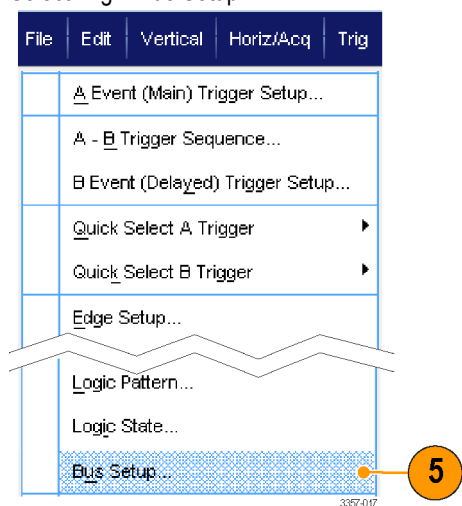 File Edit Vertical Horiz/Acq Trig
A Event (Main) Trigger Setup...
A - B Trigger Sequence...
B Event (Delayed) Trigger Setup...
Quick Select A Trigger
Quick Select B Trigger
Edge Setup...
Logic Pattern...
Logic State...
Bus Setup...
5
3357-017